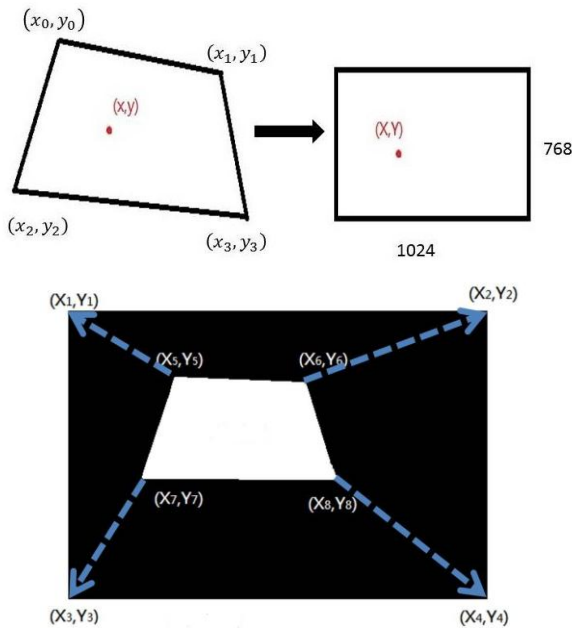 (x₀, y₀)
(x₁, y₁)
(x,y)
(X,Y)
768
(x₂, y₂)
(x₃, y₃)
1024
(X₁,Y₁)
(X₂,Y₂)
(X₅,Y₅)
(X₆,Y₆)
(X₇,Y₇)
(X₈,Y₈)
(X₃,Y₃)
(X₄,Y₄)